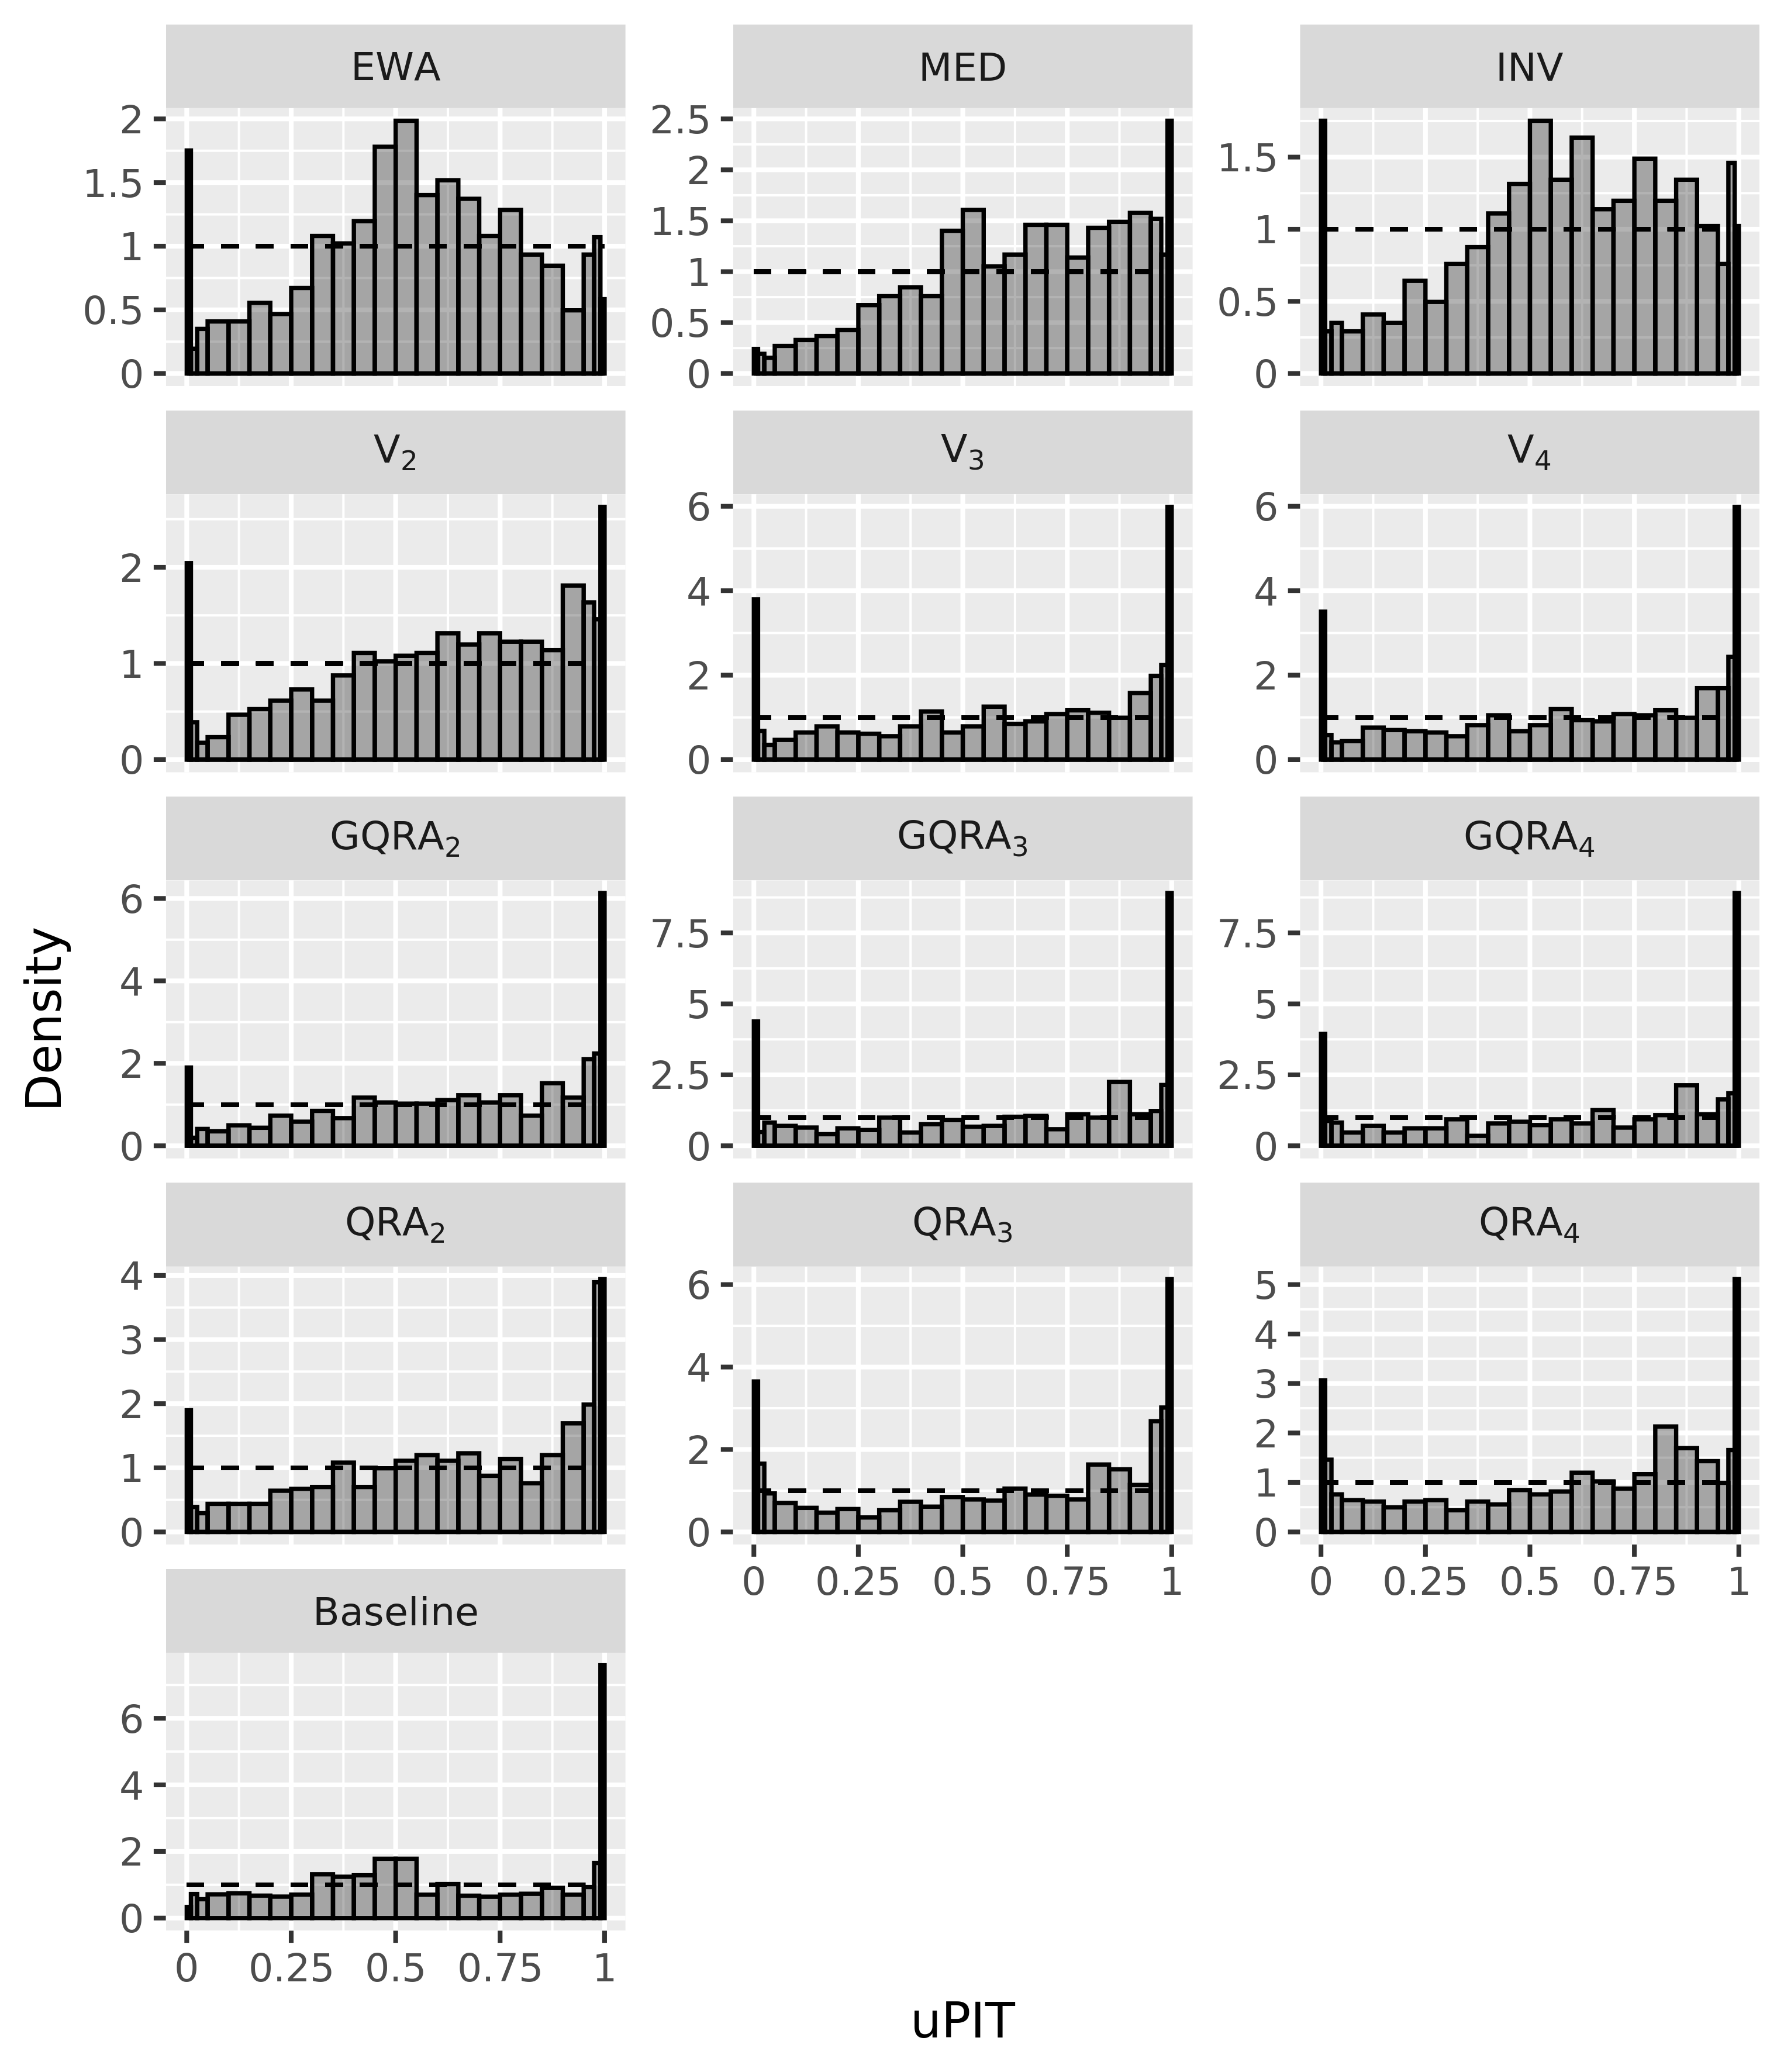 EWA MED INV
2 2.5
1.5 2 1.5
1 1.5 1
0.5 1 0.5
0 0.5 0
0
V₂ V₃ V₄
2 6 6
1 4 4
0 2 2
0 0
GQRA₂ GQRA₃ GQRA₄
6 7.5 7.5
4 5 5
2 2.5 2.5
0 0 0
Density
QRA₂ QRA₃ QRA₄
4 6 5
3 4 4
2 2 3
1 0 2
0 1
0
0 0.25 0.5 0.75 1 0 0.25 0.5 0.75 1
Baseline
6
4
2
0
0 0.25 0.5 0.75 1
uPIT